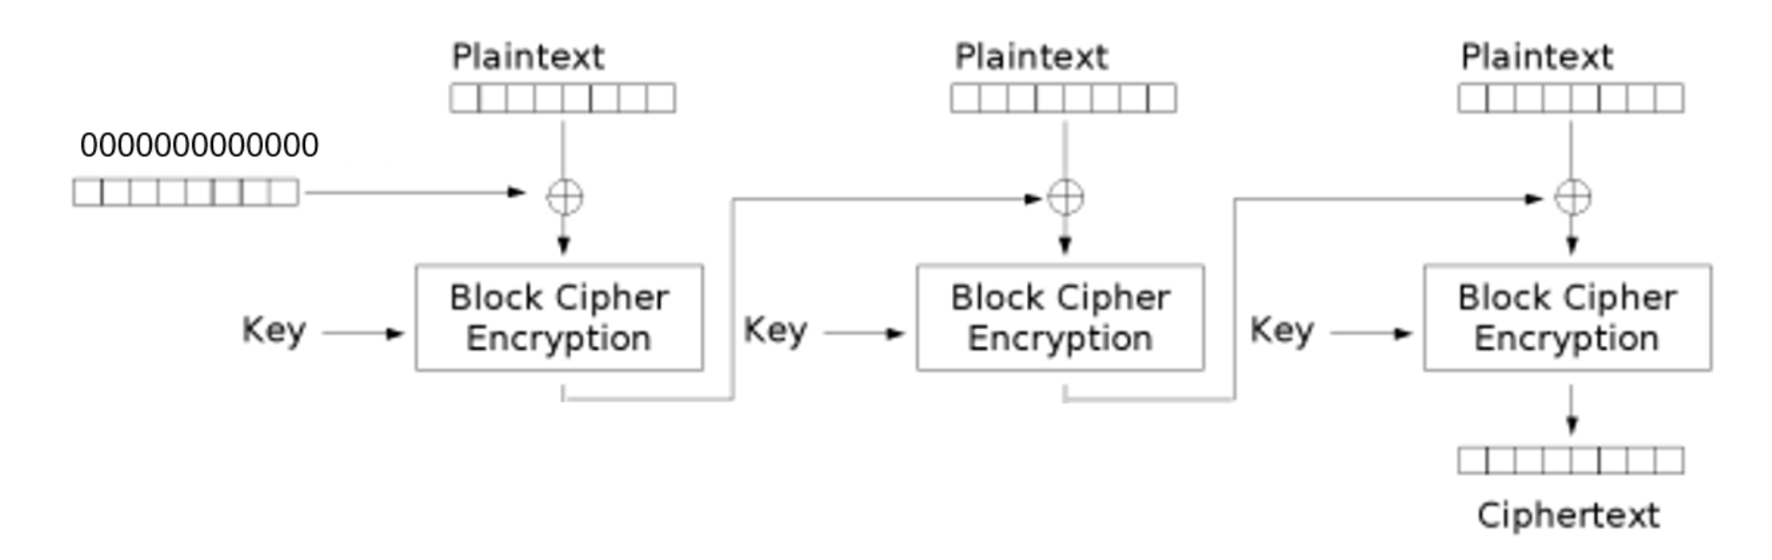 Plaintext
Plaintext
Plaintext
0000000000000
Key
Block Cipher
Encryption
Key
Block Cipher
Encryption
Key
Block Cipher
Encryption
Ciphertext